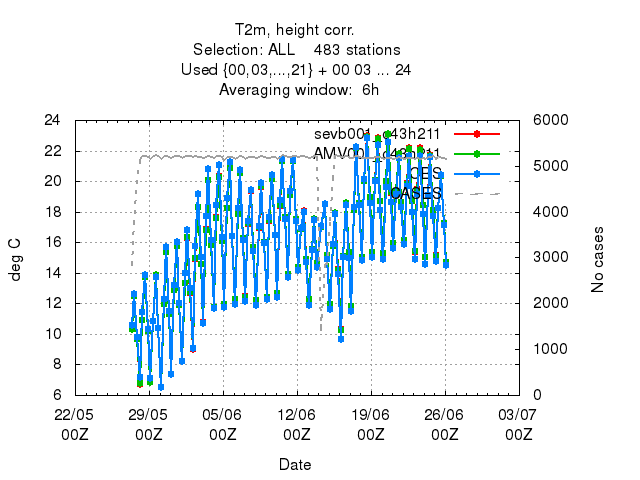 T2m, height corr.
Selection: ALL 483 stations
Used {00,03,...,21} + 00 03 ... 24
Averaging window: 6h
24
22
20
18
16
14
12
10
8
6
deg C
6000
5000
4000
3000
2000
1000
0
No cases
sevb001_c43h211
OBS
CASES
22/05 29/05 05/06 12/06 19/06 26/06 03/07
00Z 00Z 00Z 00Z 00Z 00Z 00Z
Date